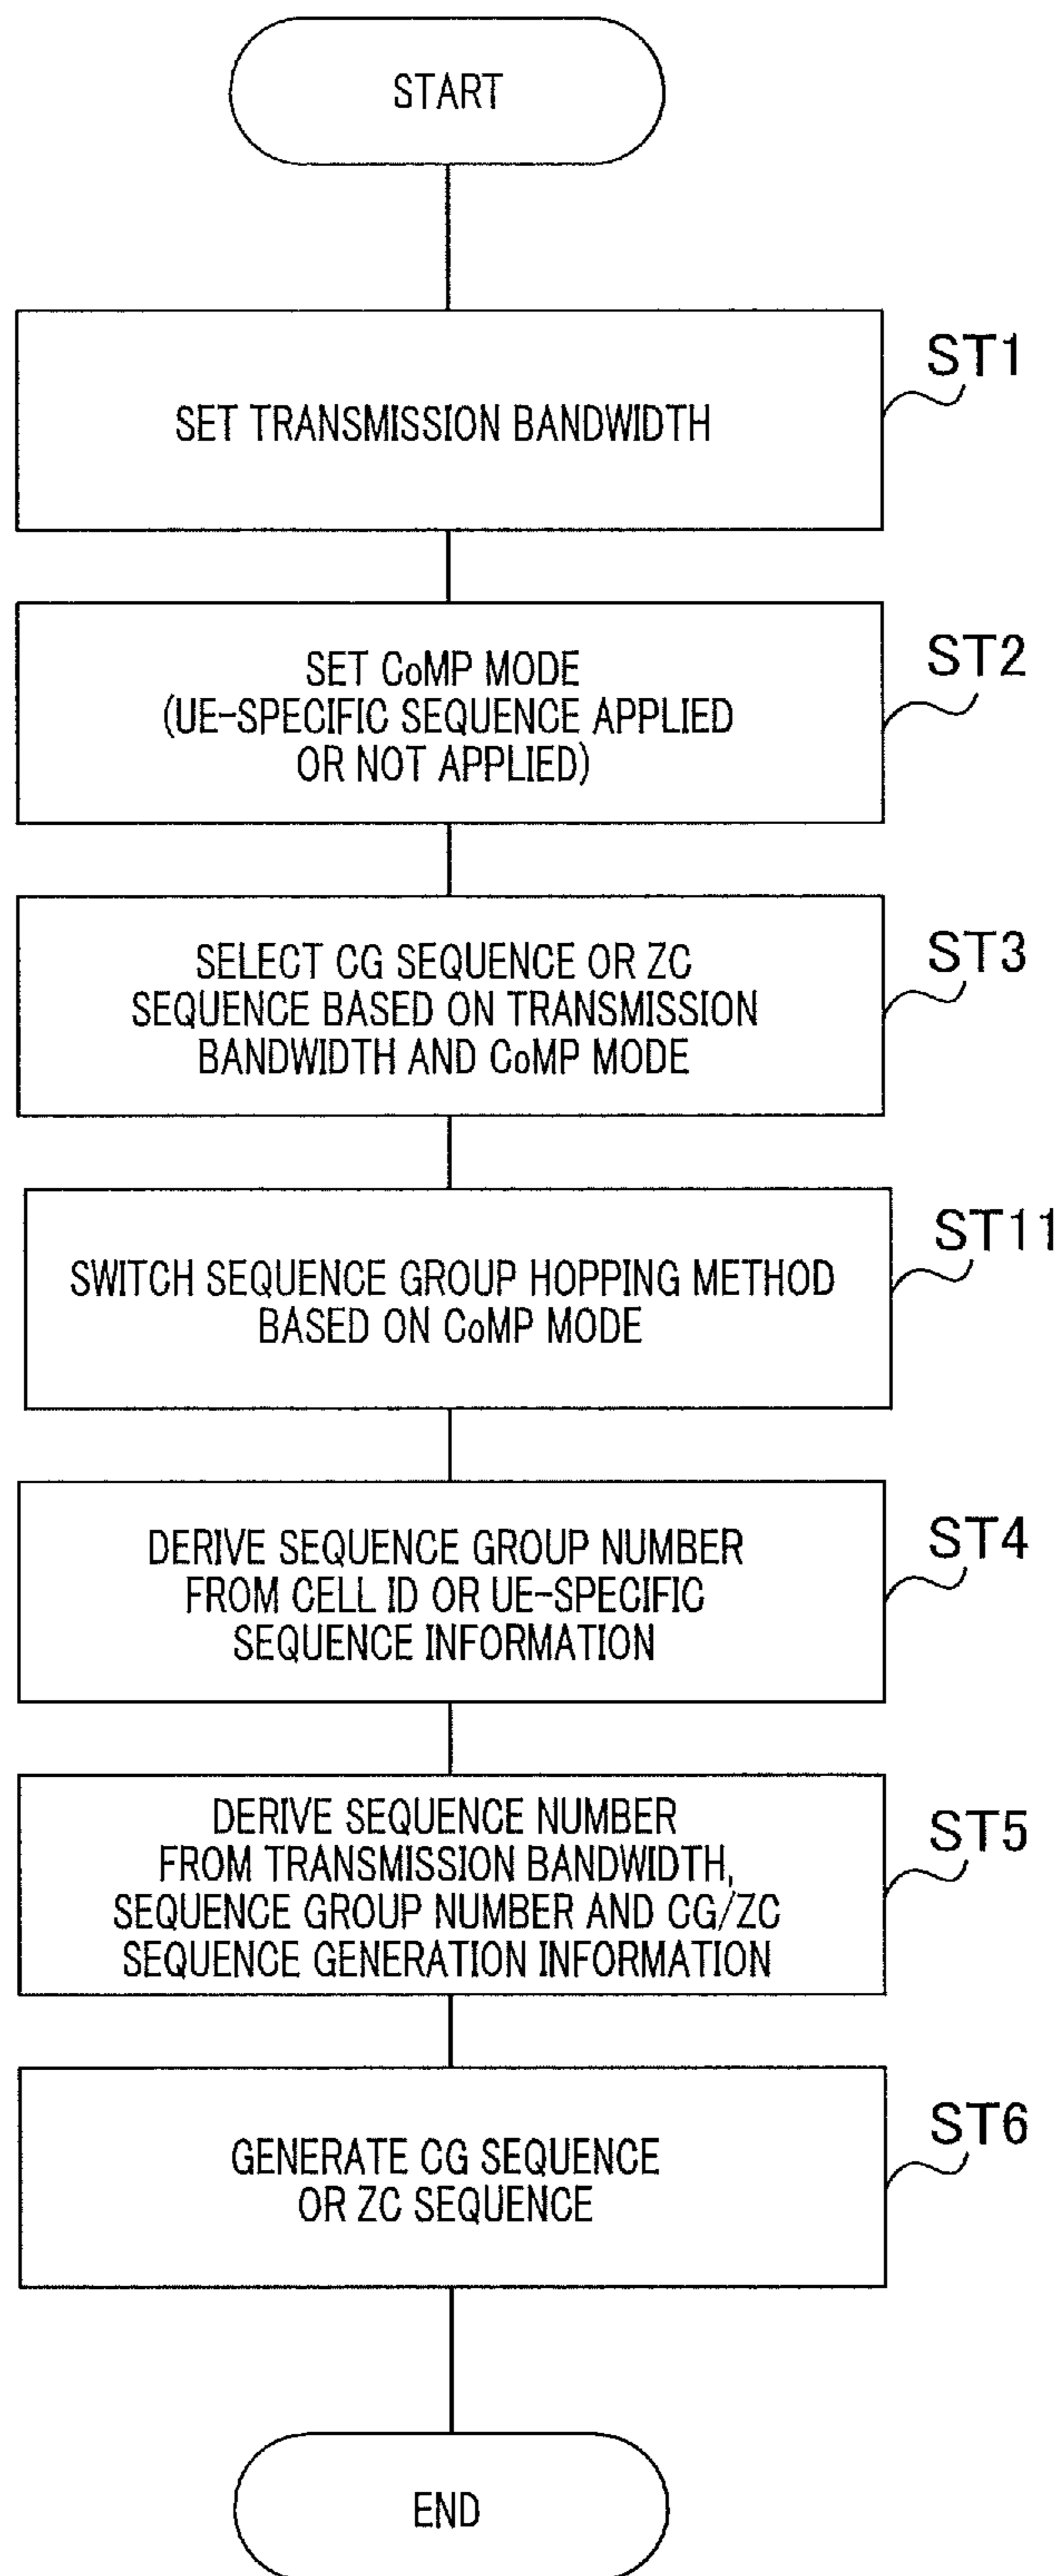 START
ST1
SET TRANSMISSION BANDWIDTH
ST2
SET CoMP MODE
(UE-SPECIFIC SEQUENCE APPLIED
OR NOT APPLIED)
ST3
SELECT CG SEQUENCE OR ZC
SEQUENCE BASED ON TRANSMISSION
BANDWIDTH AND CoMP MODE
ST11
SWITCH SEQUENCE GROUP HOPPING METHOD
BASED ON CoMP MODE
ST4
DERIVE SEQUENCE GROUP NUMBER
FROM CELL ID OR UE-SPECIFIC
SEQUENCE INFORMATION
ST5
DERIVE SEQUENCE NUMBER
FROM TRANSMISSION BANDWIDTH,
SEQUENCE GROUP NUMBER AND CG/ZC
SEQUENCE GENERATION INFORMATION
ST6
GENERATE CG SEQUENCE
OR ZC SEQUENCE
END